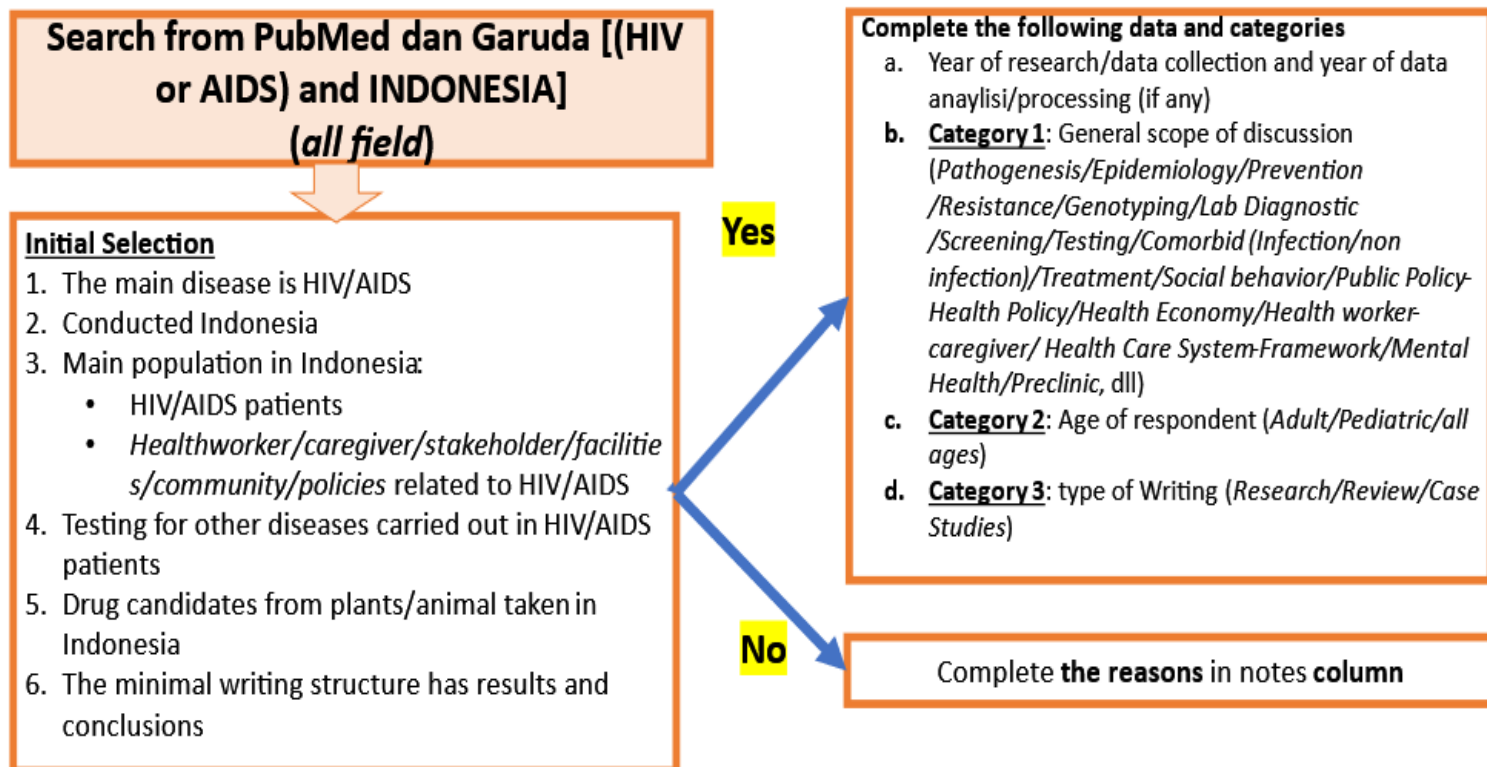 Search from PubMed dan Garuda [(HIV
or AIDS) and INDONESIA]
(all field)
Initial Selection
1. The main disease is HIV/AIDS
2. Conducted Indonesia
3. Main population in Indonesia:
• HIV/AIDS patients
• Healthworker/caregiver/stakeholder/facilitie
s/community/policies related to HIV/AIDS
4. Testing for other diseases carried out in HIV/AIDS
patients
5. Drug candidates from plants/animal taken in
Indonesia
6. The minimal writing structure has results and
conclusions
Yes
No
Complete the following data and categories
a. Year of research/data collection and year of data
anaylisi/processing (if any)
b. Category 1: General scope of discussion
(Pathogenesis/Epidemiology/Prevention
/Resistance/Genotyping/Lab Diagnostic
/Screening/Testing/Comorbid (Infection/non
infection)/Treatment/Social behavior/Public Policy-
Health Policy/Health Economy/Health worker-
caregiver/ Health Care System-Framework/Mental
Health/Preclinic, dll)
c. Category 2: Age of respondent (Adult/Pediatric/all
ages)
d. Category 3: type of Writing (Research/Review/Case
Studies)
Complete the reasons in notes column